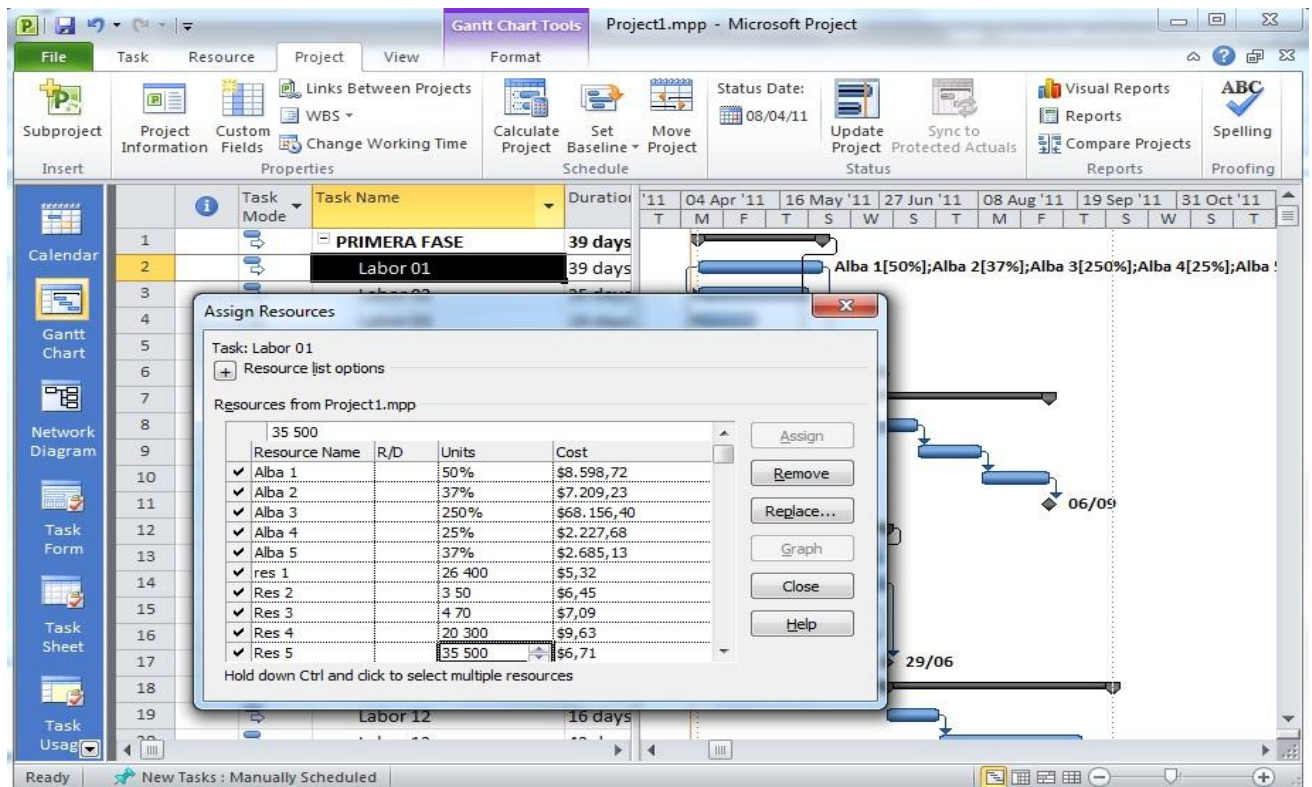 Gantt Chart Tools Project1.mpp - Microsoft Project
File Task Resource Project View Format
Subproject
Insert
Project Information
Custom Fields
Links Between Projects
WBS
Change Working Time
Properties
Calculate Project
Set Baseline
Move Project
Schedule
Status Date:
08/04/11
Update Project
Sync to Protected Actuals
Status
Visual Reports
Reports
Compare Projects
Reports
ABC
Spelling
Proofing
Calendar
Gantt Chart
Network Diagram
Task Form
Task Sheet
Task
Task Mode Task Name Duration
'11 04 Apr '11 16 May '11 27 Jun '11 08 Aug '11 19 Sep '11 31 Oct '11
T M F T S W S T M F T S W S T
1 PRIMERA FASE 39 days
2 Labor 01 39 days Alba 1[50%];Alba 2[37%];Alba 3[250%];Alba 4[25%];Alba
3
4
5
6
7
8
9
10
11 06/09
12
13
14
15
16
17 29/06
18
19 Labor 12 16 days
Assign Resources
Task: Labor 01
+ Resource list options
Resources from Project1.mpp
35 500
Resource Name R/D Units Cost
Alba 1 50% $8.598,72
Alba 2 37% $7.209,23
Alba 3 250% $68.156,40
Alba 4 25% $2.227,68
Alba 5 37% $2.685,13
res 1 26 400 $5,32
Res 2 3 50 $6,45
Res 3 4 70 $7,09
Res 4 20 300 $9,63
Res 5 35 500 $6,71
Assign
Remove
Replace...
Graph
Close
Help
Hold down Ctrl and click to select multiple resources
Ready New Tasks : Manually Scheduled